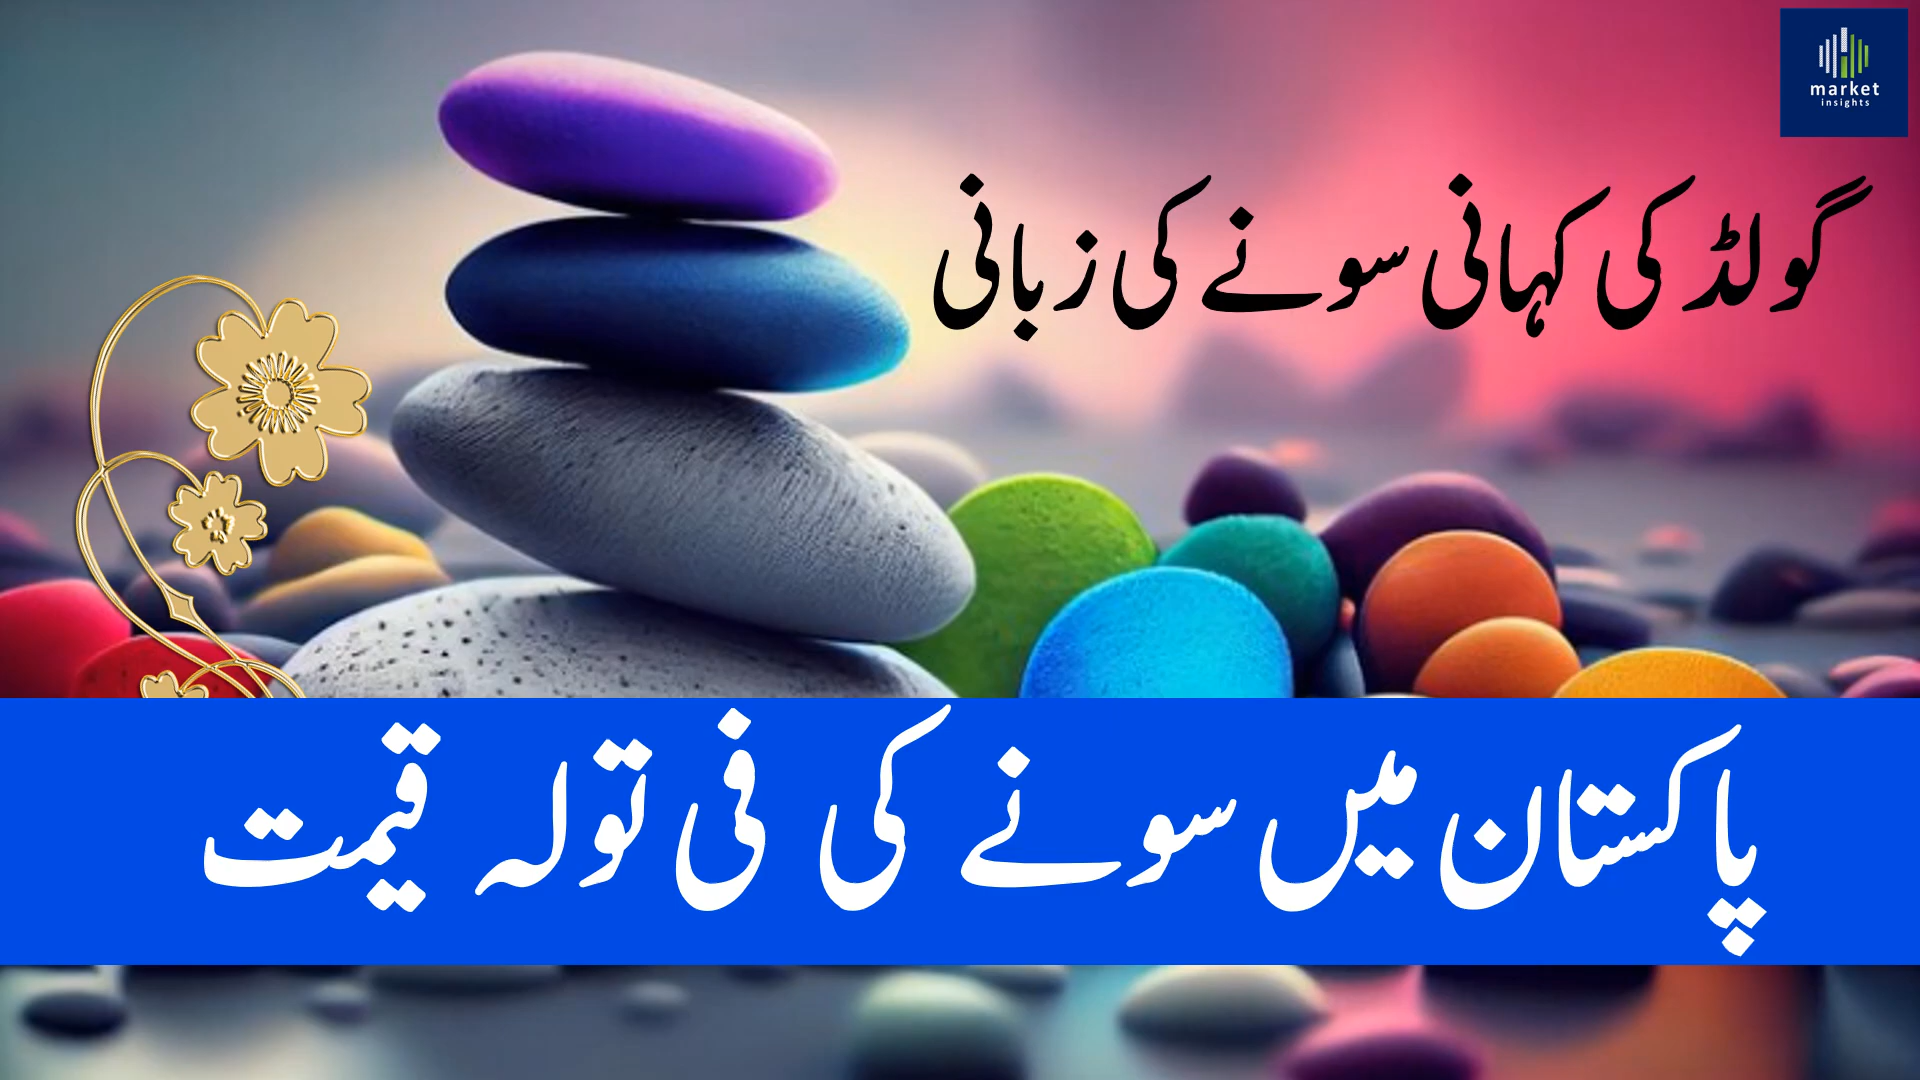 market
insights
گولڈ کی کہانی سونے کی زبانی
پاکستان میں سونے کی فی تولہ قیمت